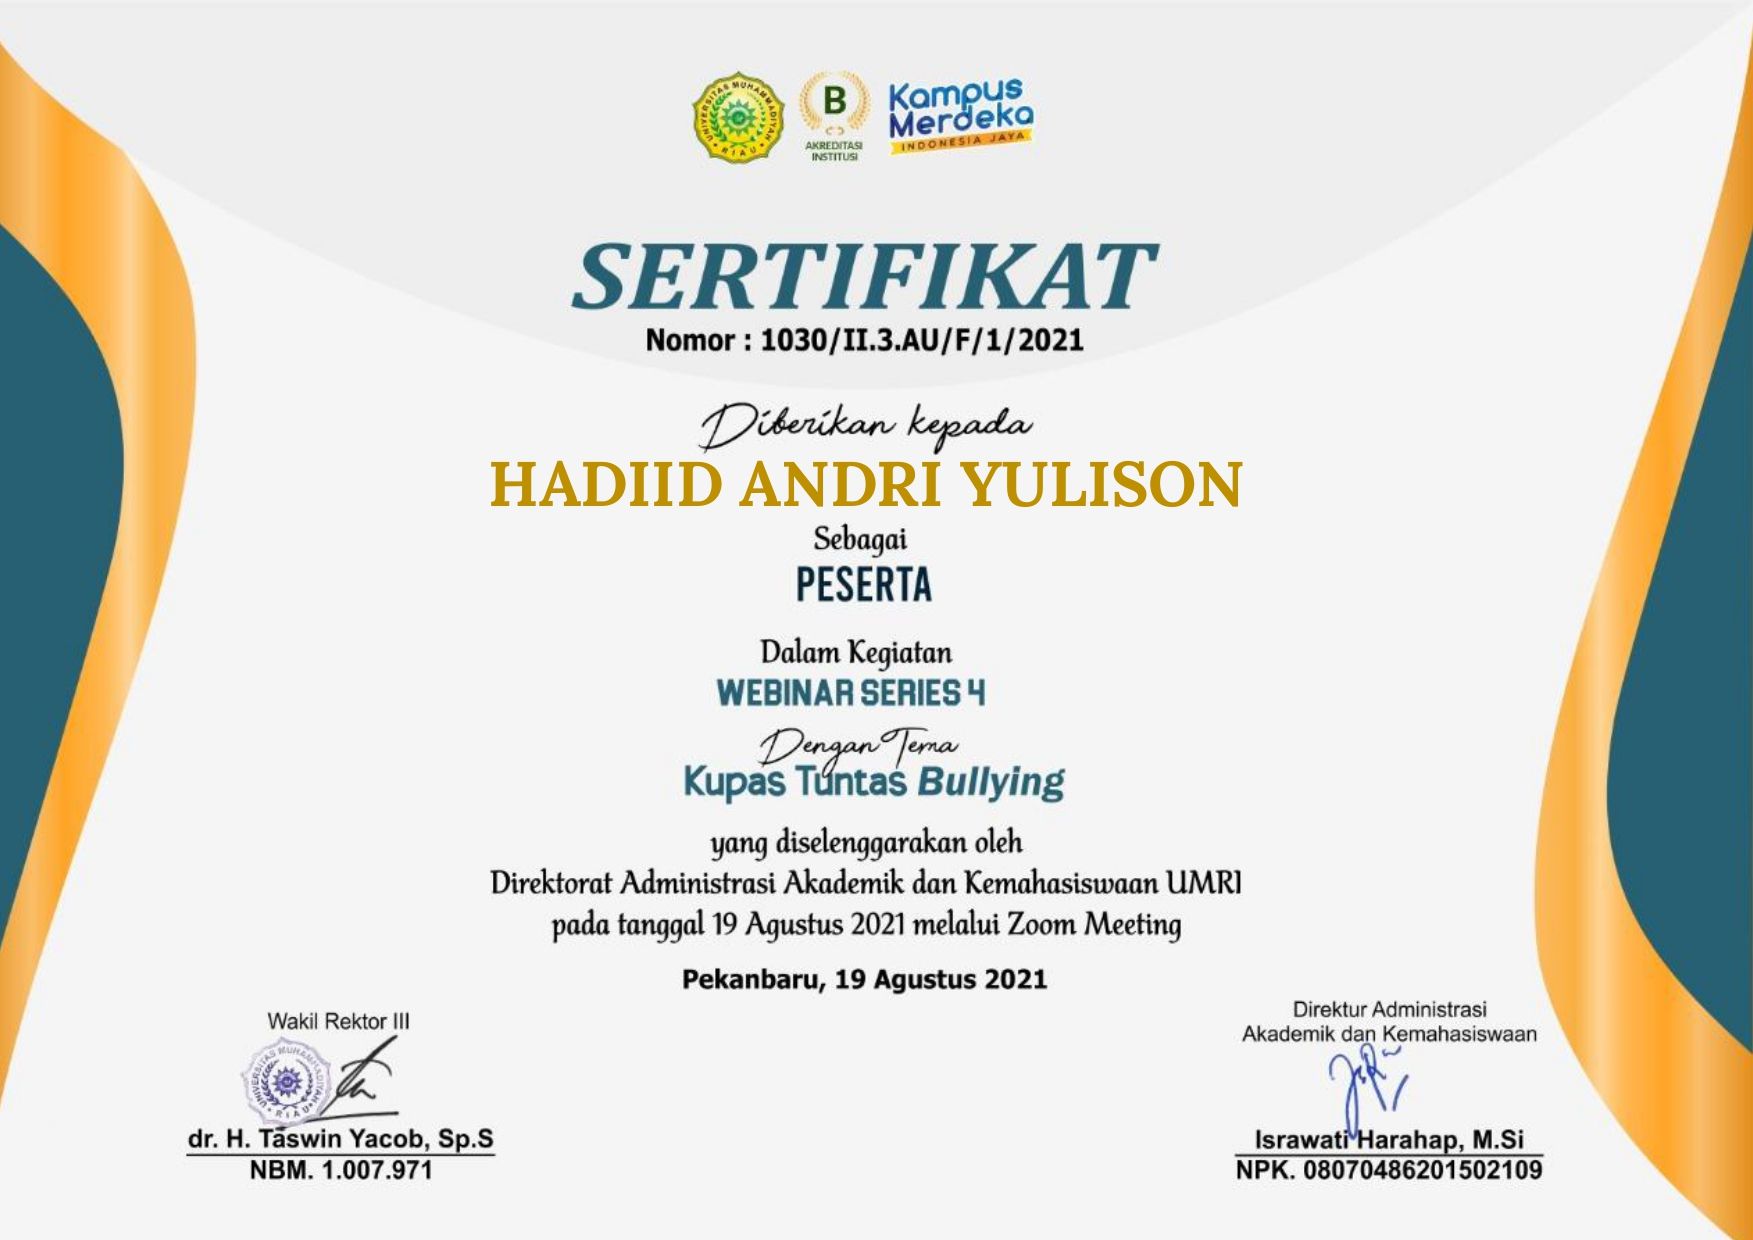 UNIVERSITAS MUHAMMADIYAH
RIAU
B
AKREDITASI
INSTITUSI
Kampus
Merdeka
INDONESIA JAYA
SERTIFIKAT
Nomor : 1030/II.3.AU/F/1/2021
Diberikan kepada
HADIID ANDRI YULISON
Sebagai
PESERTA
Dalam Kegiatan
WEBINAR SERIES 4
Dengan Tema
Kupas Tuntas Bullying
yang diselenggarakan oleh
Direktorat Administrasi Akademik dan Kemahasiswaan UMRI
pada tanggal 19 Agustus 2021 melalui Zoom Meeting
Pekanbaru, 19 Agustus 2021
Wakil Rektor III
UNIVERSITAS MUHAMMADIYAH
RIAU
dr. H. Taswin Yacob, Sp.S
NBM. 1.007.971
Direktur Administrasi
Akademik dan Kemahasiswaan
Israwati Harahap, M.Si
NPK. 08070486201502109